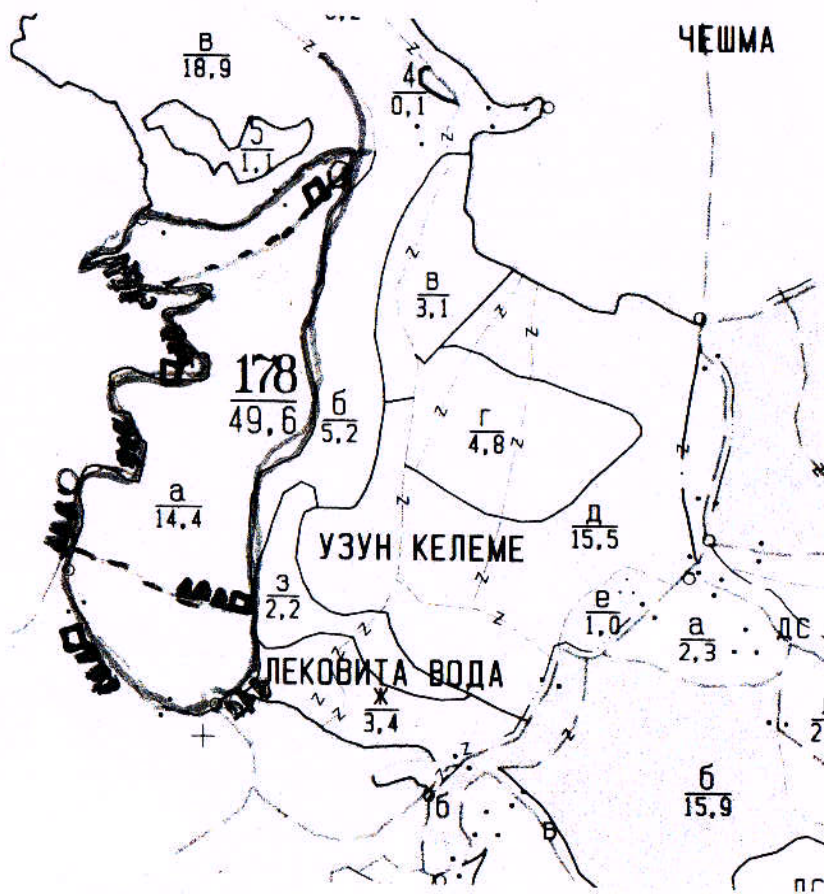 ЧЕШМА
В
18,9
4
0,1
5
1,1
В
3,1
178
49,6
б
5,2
Г
4,8
а
14,4
Д
15,5
УЗУН КЕЛЕМЕ
З
2,2
е
1,0
а
2,3
ДС
ЛЕКОВИТА ВОДА
Ж
3,4
б
15,9
б
В